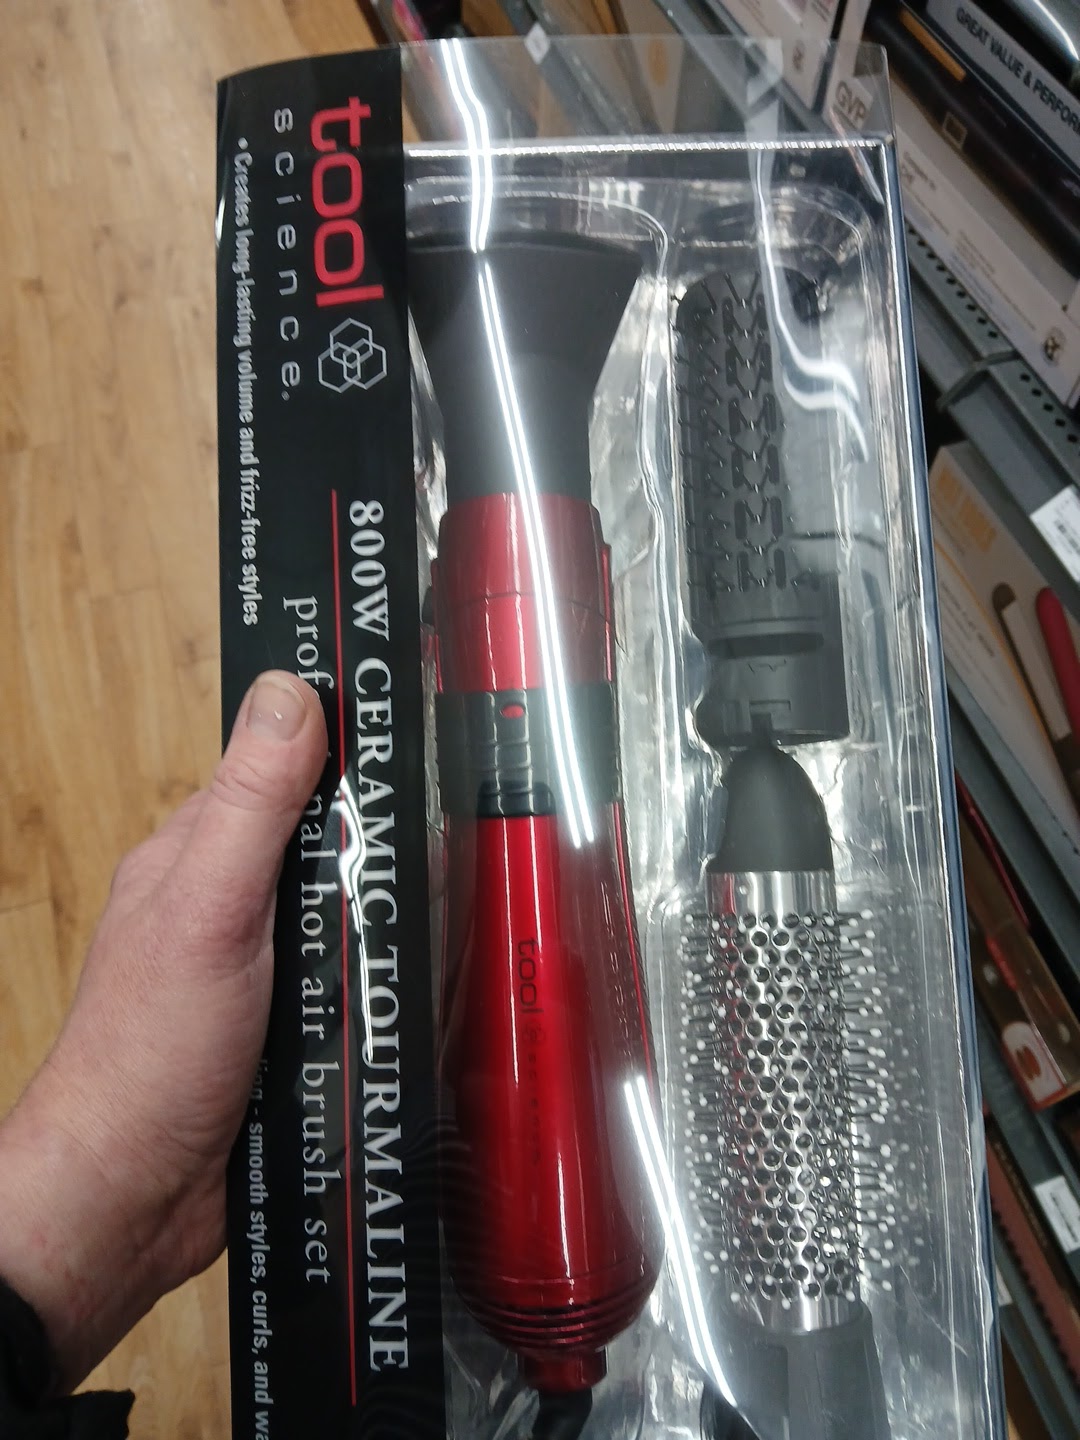 tool
science.
• Creates long-lasting volume and frizz-free styles
800W CERAMIC TOURMALINE
hot air brush set
- smooth styles, curls, and
tool
GVP
GREAT VALUE &